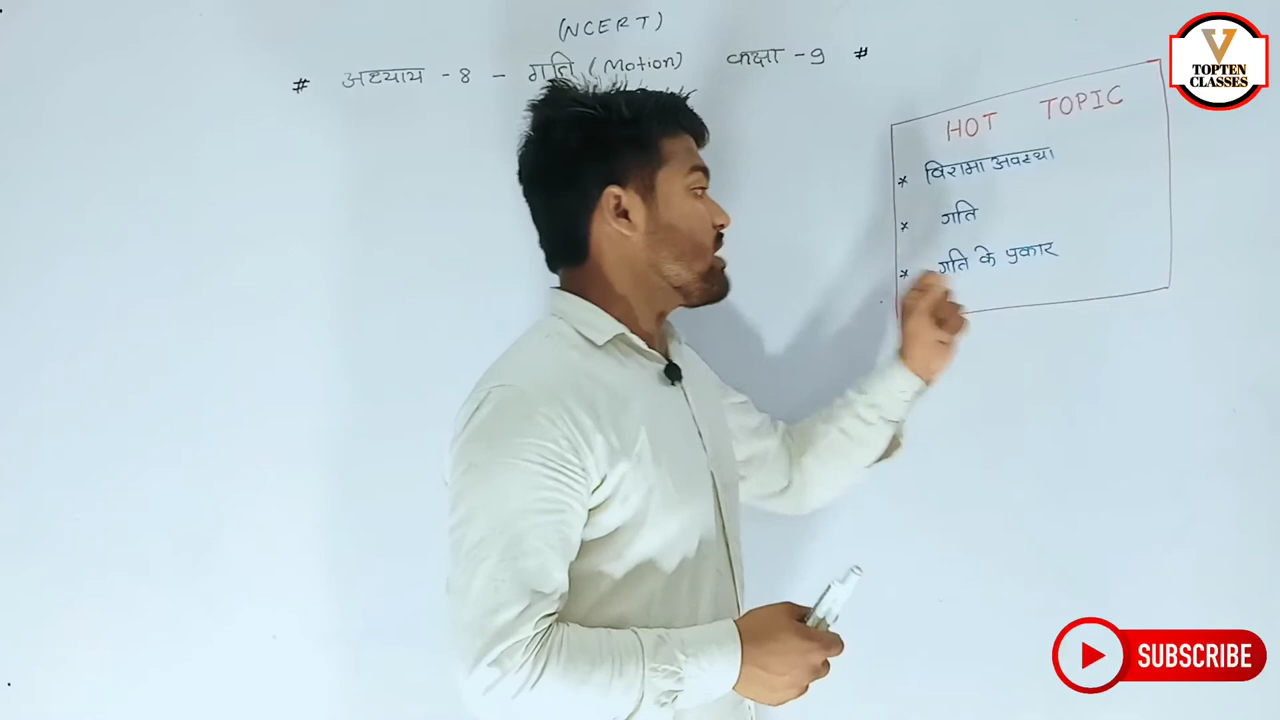 (NCERT)
# अध्याय - 8 - गति (Motion) कक्षा - 9 #
HOT TOPIC
* विरामा अवस्था
* गति
* गति के प्रकार
V
TOPTEN
CLASSES
SUBSCRIBE